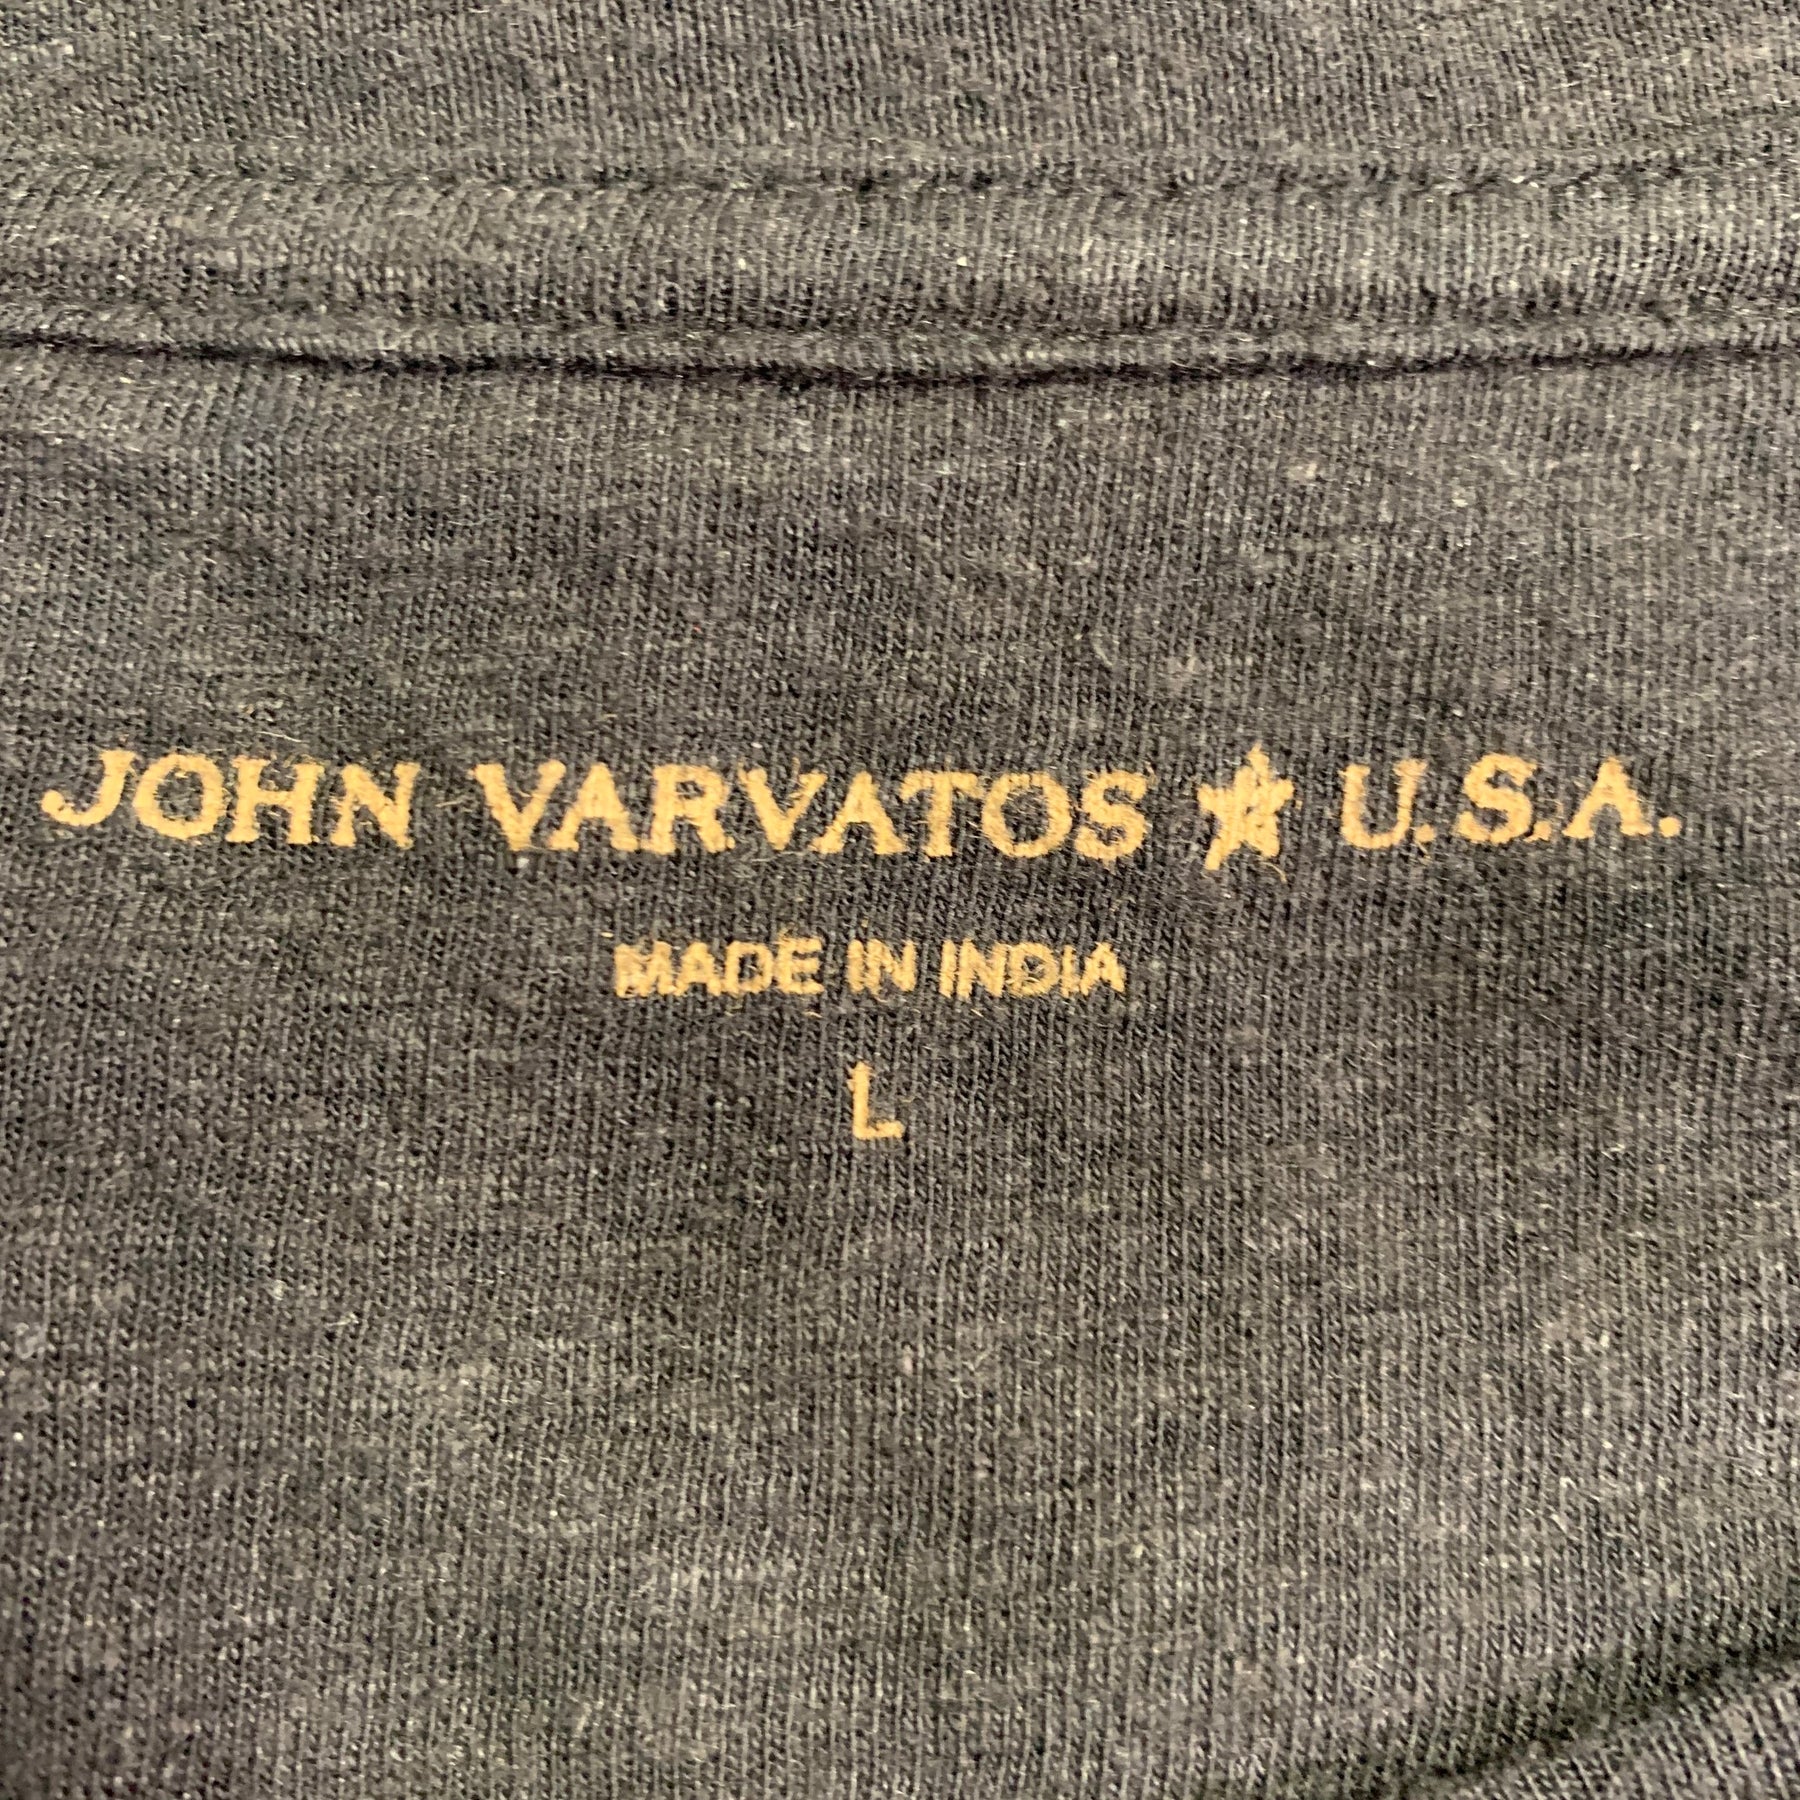 JOHN VARVATOS ★ U.S.A.
MADE IN INDIA
L